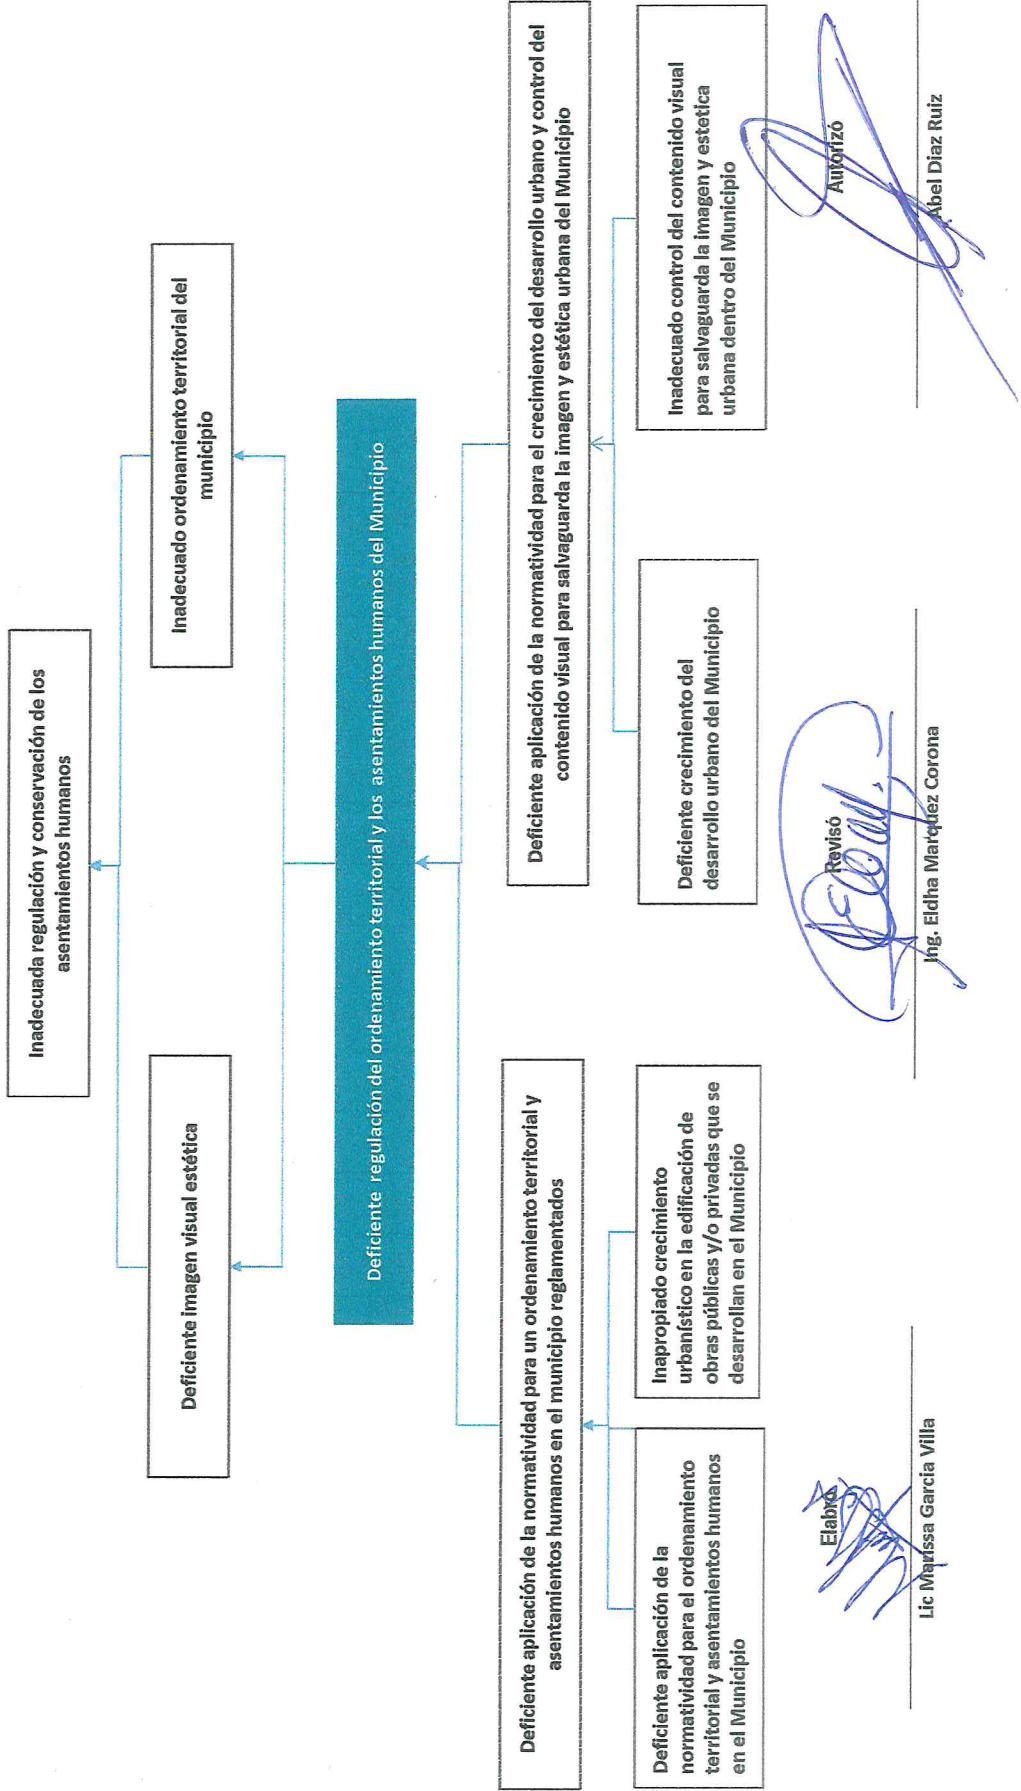 Inadecuada regulación y conservación de los
asentamientos humanos
Deficiente imagen visual estética
Inadecuado ordenamiento territorial del
municipio
Deficiente regulación del ordenamiento territorial y los asentamientos humanos del Municipio
Deficiente aplicación de la normatividad para un ordenamiento territorial y
asentamientos humanos en el municipio reglamentados
Deficiente aplicación de la normatividad para el crecimiento del desarrollo urbano y control del
contenido visual para salvaguarda la imagen y estética urbana del Municipio
Deficiente aplicación de la
normatividad para el ordenamiento
territorial y asentamientos humanos
en el Municipio
Inapropiado crecimiento
urbanístico en la edificación de
obras públicas y/o privadas que se
desarrollan en el Municipio
Deficiente crecimiento del
desarrollo urbano del Municipio
Inadecuado control del contenido visual
para salvaguarda la imagen y estetica
urbana dentro del Municipio
Elabró
Lic Marissa Garcia Villa
Revisó
Ing. Eldha Marquez Corona
Autorizó
Abel Diaz Ruiz